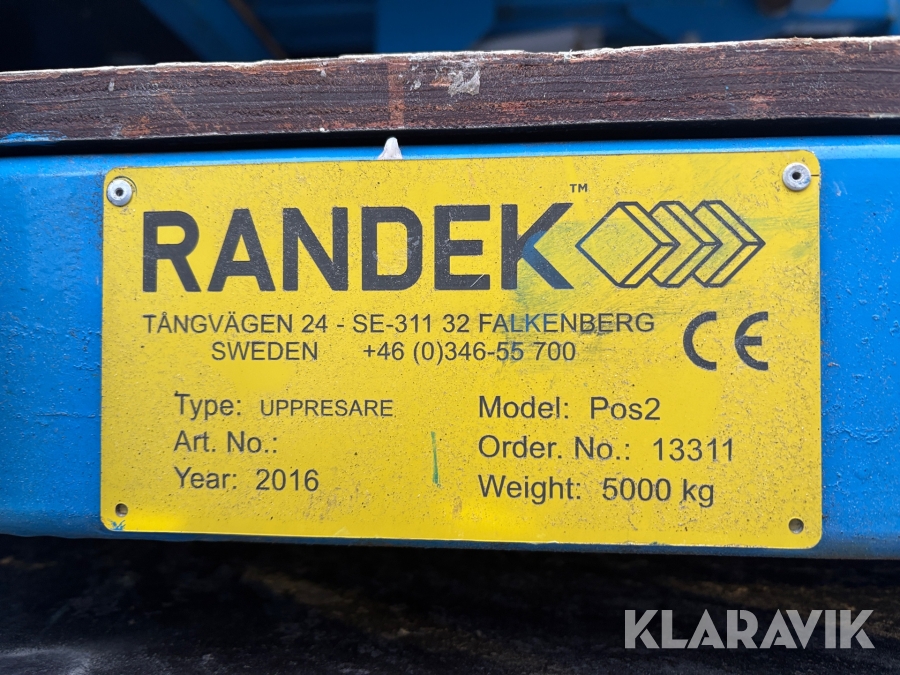 RANDEK™
TÅNGVÄGEN 24 - SE-311 32 FALKENBERG
SWEDEN +46 (0)346-55 700
CE
Type: UPPRESARE
Art. No.:
Year: 2016
Model: Pos2
Order. No.: 13311
Weight: 5000 kg
KLARAVIK